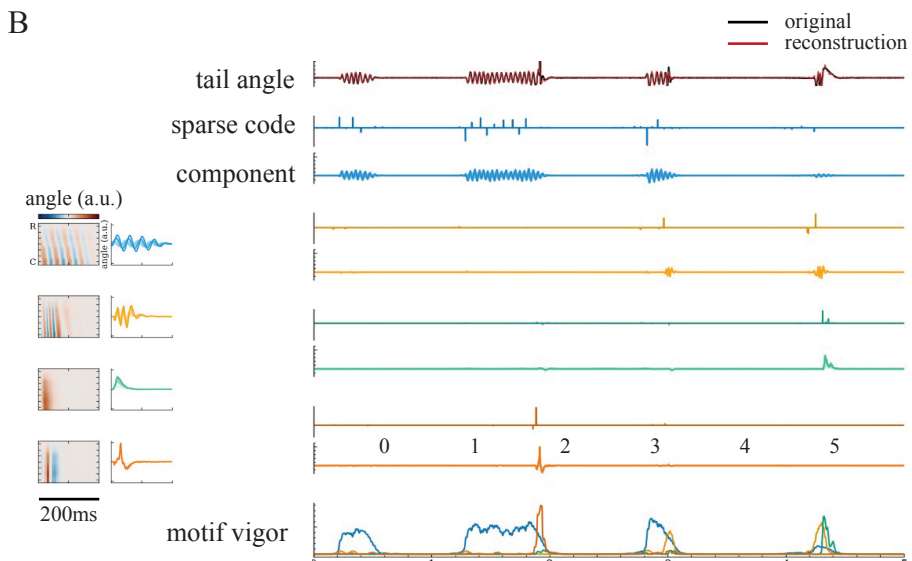 B
original
reconstruction
tail angle
sparse code
component
angle (a.u.)
R
C
angle (a.u.)
0 1 2 3 4 5
200ms
motif vigor